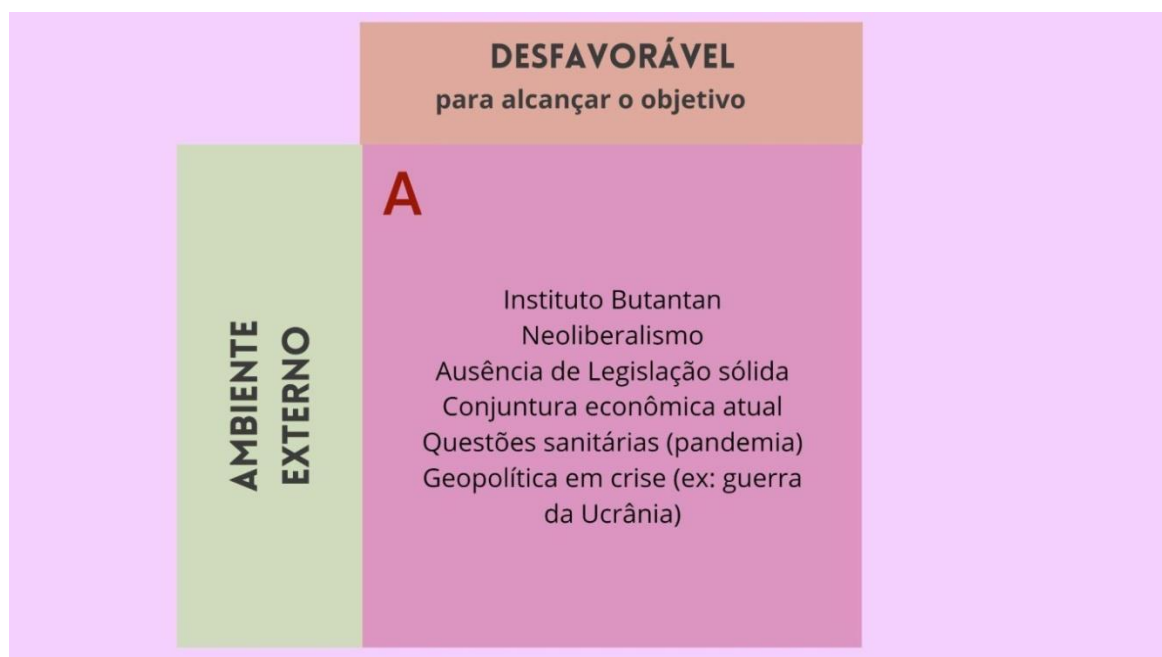 DESFAVORÁVEL
para alcançar o objetivo
A
AMBIENTE
EXTERNO
Instituto Butantan
Neoliberalismo
Ausência de Legislação sólida
Conjuntura econômica atual
Questões sanitárias (pandemia)
Geopolítica em crise (ex: guerra
da Ucrânia)